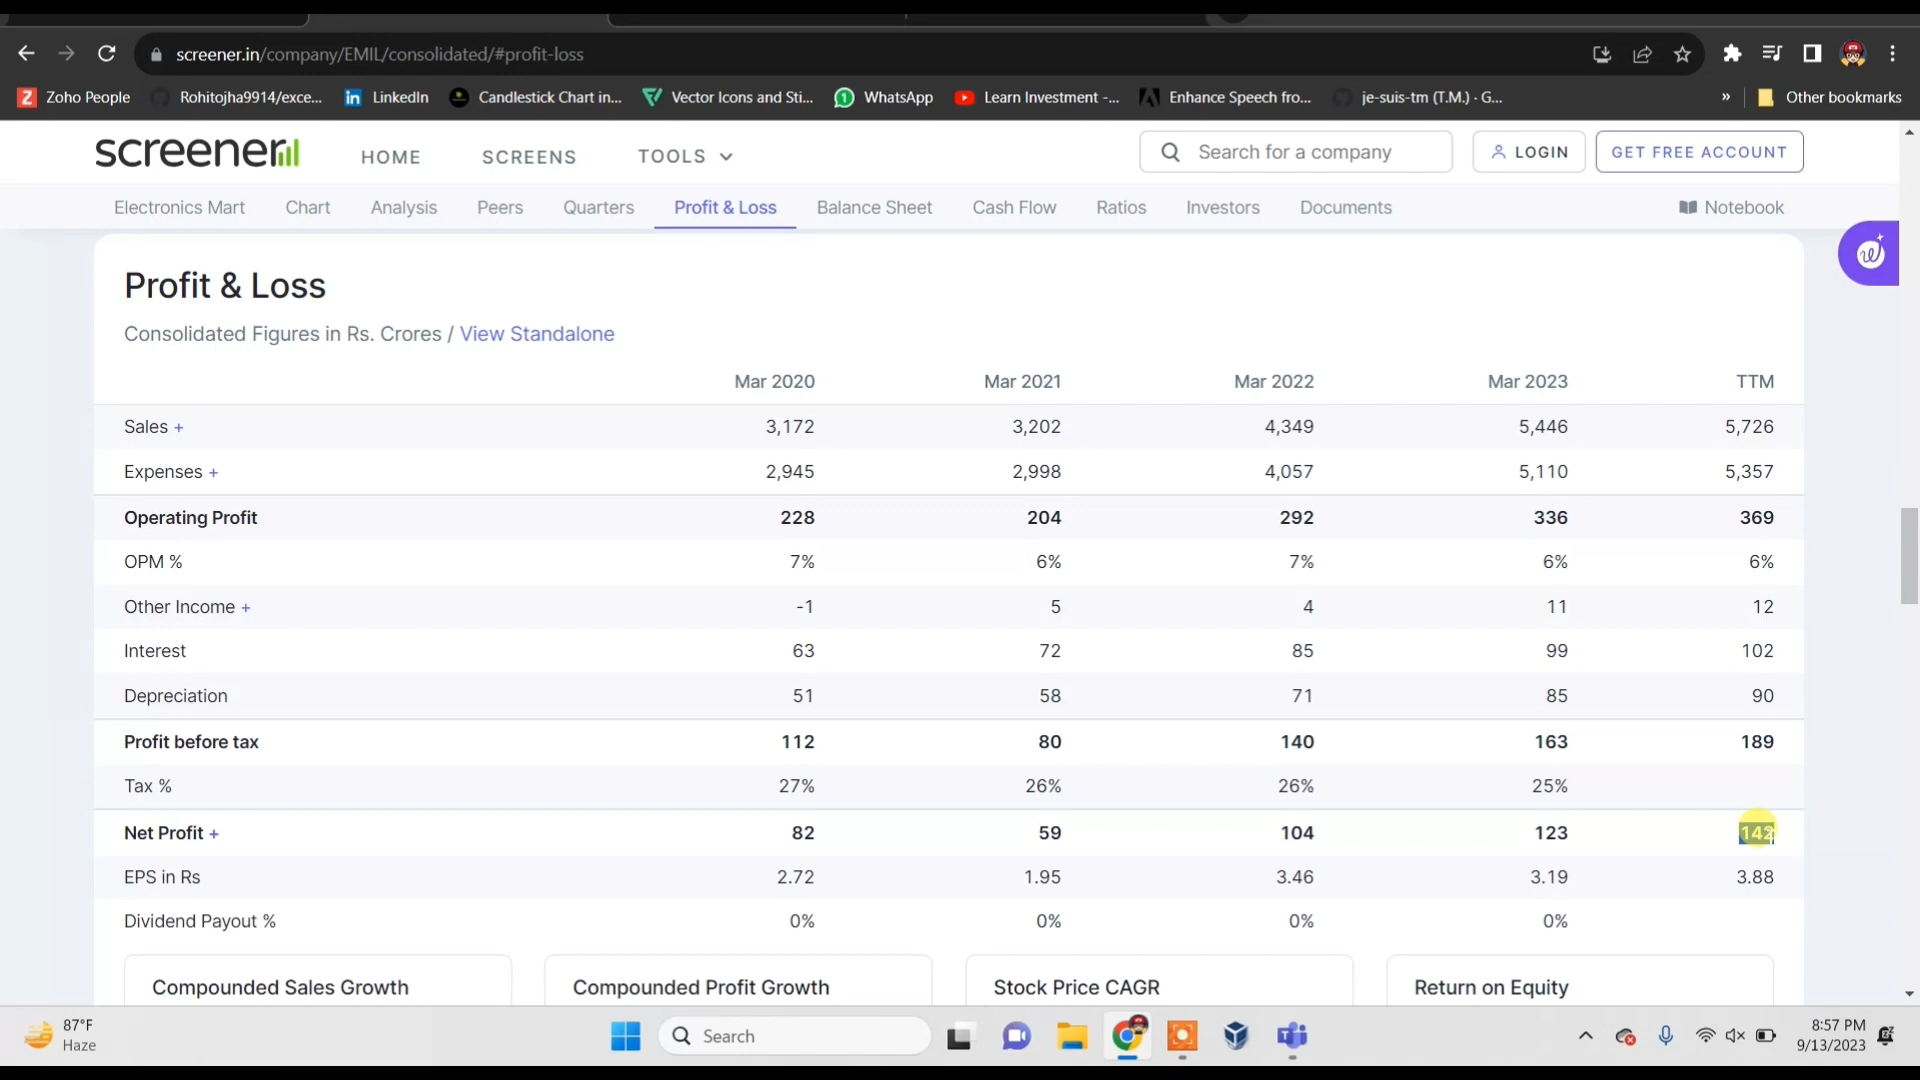 screener.in/company/EMIL/consolidated/#profit-loss
Zoho People Rohitojha9914/exce... LinkedIn Candlestick Chart in... Vector Icons and Sti... WhatsApp Learn Investment -... Enhance Speech fro... je-suis-tm (T.M.) · G... » Other bookmarks
screener HOME SCREENS TOOLS Search for a company LOGIN GET FREE ACCOUNT
Electronics Mart Chart Analysis Peers Quarters Profit & Loss Balance Sheet Cash Flow Ratios Investors Documents Notebook
Profit & Loss
Consolidated Figures in Rs. Crores / View Standalone
Mar 2020 Mar 2021 Mar 2022 Mar 2023 TTM
Sales + 3,172 3,202 4,349 5,446 5,726
Expenses + 2,945 2,998 4,057 5,110 5,357
Operating Profit 228 204 292 336 369
OPM % 7% 6% 7% 6% 6%
Other Income + -1 5 4 11 12
Interest 63 72 85 99 102
Depreciation 51 58 71 85 90
Profit before tax 112 80 140 163 189
Tax % 27% 26% 26% 25%
Net Profit + 82 59 104 123 142
EPS in Rs 2.72 1.95 3.46 3.19 3.88
Dividend Payout % 0% 0% 0% 0%
Compounded Sales Growth Compounded Profit Growth Stock Price CAGR Return on Equity
87°F
Haze
Search
8:57 PM
9/13/2023